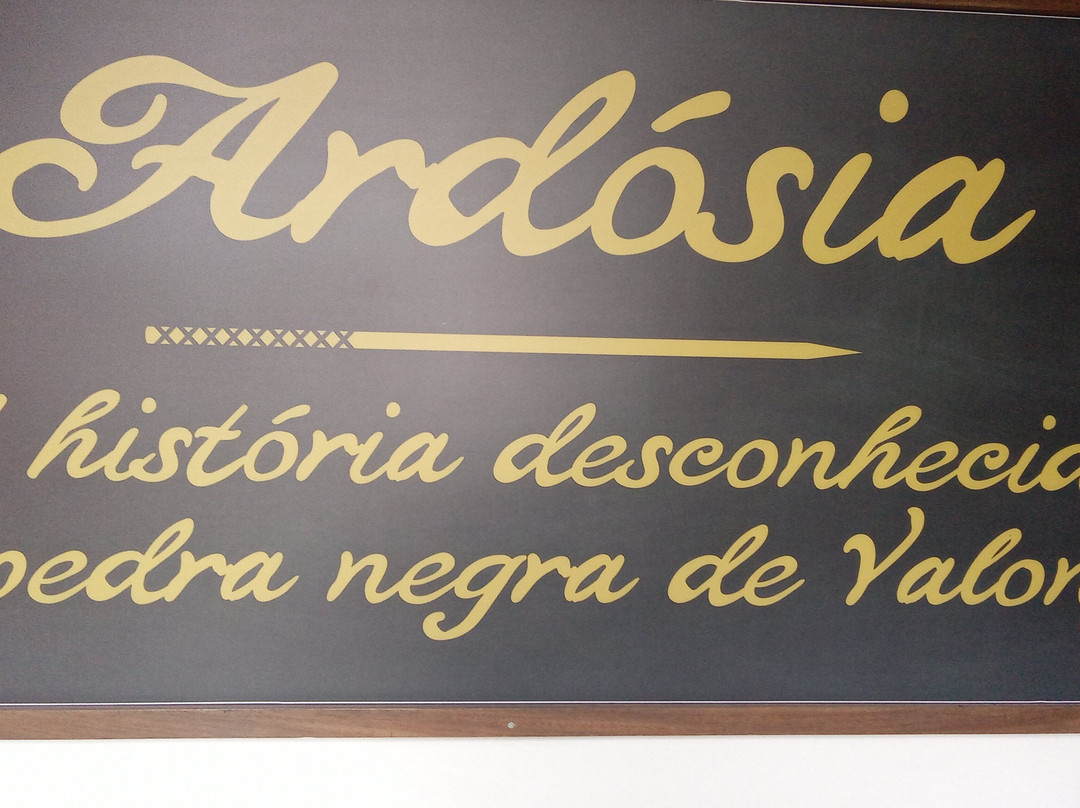 Ardósia
história desconhecida
pedra negra de Valon